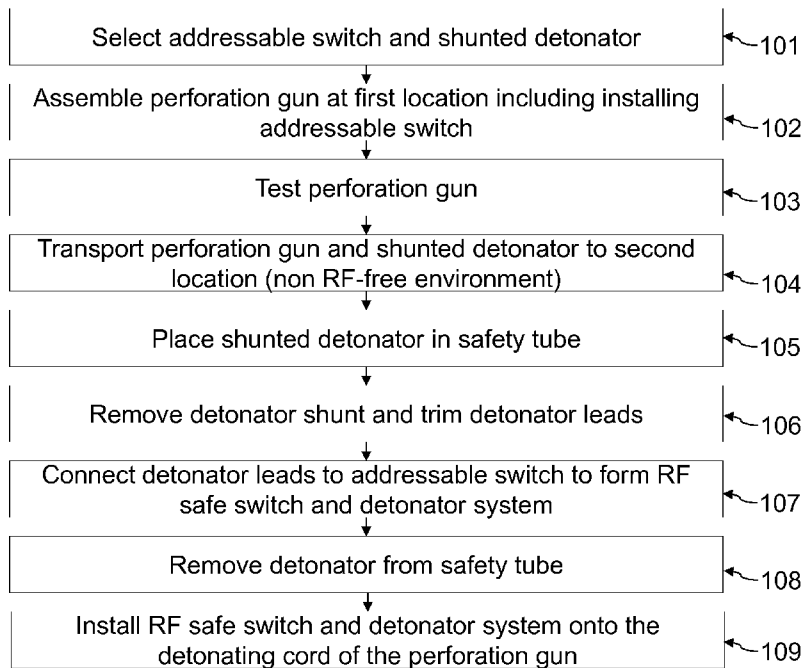 Select addressable switch and shunted detonator
101
Assemble perforation gun at first location including installing
addressable switch
102
Test perforation gun
103
Transport perforation gun and shunted detonator to second
location (non RF-free environment)
104
Place shunted detonator in safety tube
105
Remove detonator shunt and trim detonator leads
106
Connect detonator leads to addressable switch to form RF
safe switch and detonator system
107
Remove detonator from safety tube
108
Install RF safe switch and detonator system onto the
detonating cord of the perforation gun
109